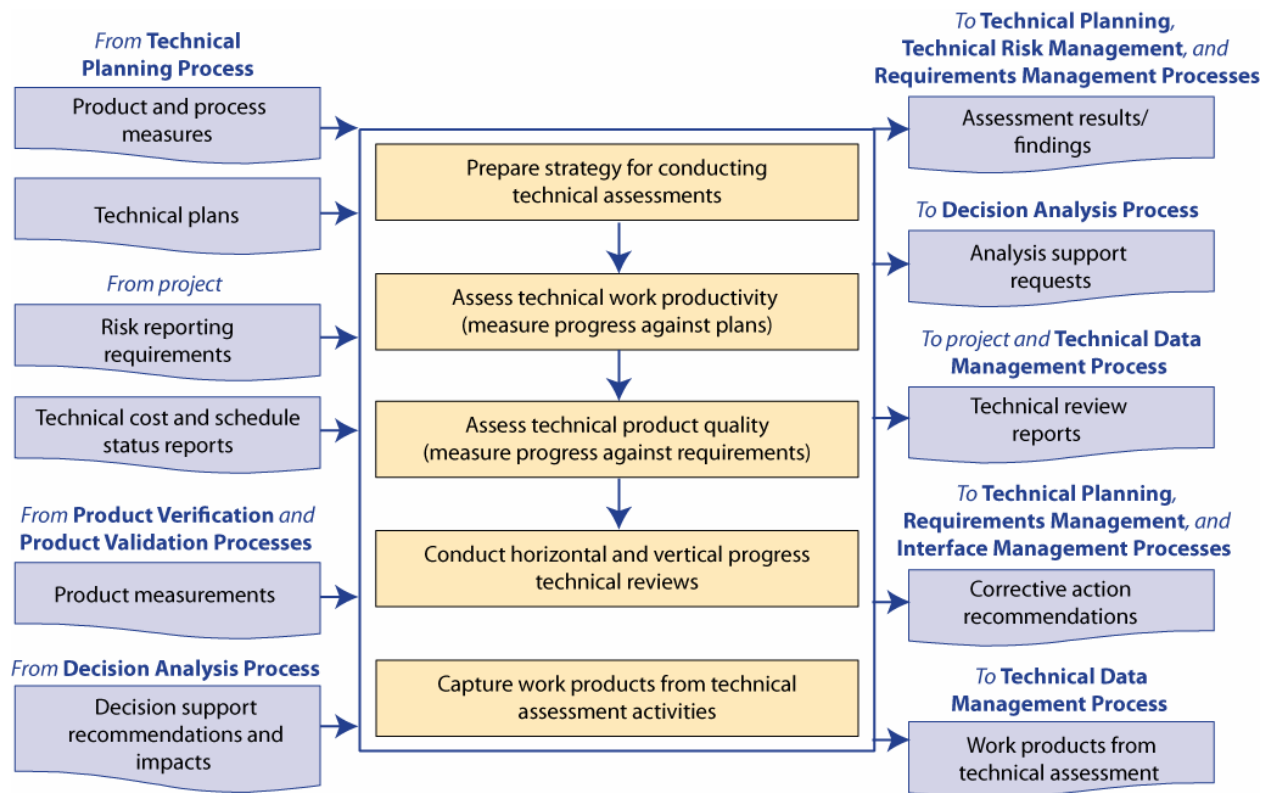 From Technical
Planning Process
Product and process
measures
Technical plans
From project
Risk reporting
requirements
Technical cost and schedule
status reports
From Product Verification and
Product Validation Processes
Product measurements
From Decision Analysis Process
Decision support
recommendations and
impacts
Prepare strategy for conducting
technical assessments
Assess technical work productivity
(measure progress against plans)
Assess technical product quality
(measure progress against requirements)
Conduct horizontal and vertical progress
technical reviews
Capture work products from technical
assessment activities
To Technical Planning,
Technical Risk Management, and
Requirements Management Processes
Assessment results/
findings
To Decision Analysis Process
Analysis support
requests
To project and Technical Data
Management Process
Technical review
reports
To Technical Planning,
Requirements Management, and
Interface Management Processes
Corrective action
recommendations
To Technical Data
Management Process
Work products from
technical assessment